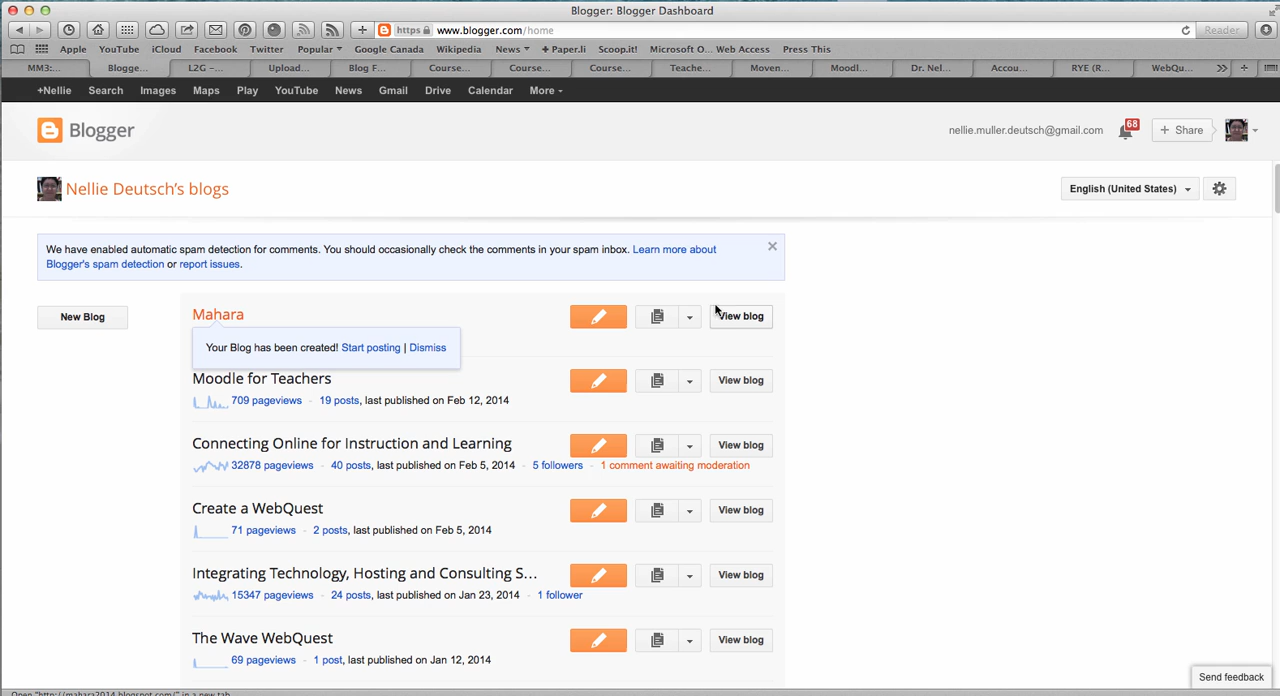 Blogger: Blogger Dashboard
https www.blogger.com/home Reader
Apple YouTube iCloud Facebook Twitter Popular Google Canada Wikipedia News + Paper.li Scoop.it! Microsoft O... Web Access Press This
MM3:... Blogge... L2G –... Upload... Blog F... Course... Course... Course... Teache... Moven... Moodl... Dr. Nel... Accou... RYE (R... WebQu...
+Nellie Search Images Maps Play YouTube News Gmail Drive Calendar More
Blogger nellie.muller.deutsch@gmail.com 68 + Share
Nellie Deutsch's blogs English (United States)
We have enabled automatic spam detection for comments. You should occasionally check the comments in your spam inbox. Learn more about
Blogger's spam detection or report issues.
New Blog
Mahara View blog
Your Blog has been created! Start posting | Dismiss
Moodle for Teachers View blog
709 pageviews - 19 posts, last published on Feb 12, 2014
Connecting Online for Instruction and Learning View blog
32878 pageviews - 40 posts, last published on Feb 5, 2014 - 5 followers - 1 comment awaiting moderation
Create a WebQuest View blog
71 pageviews - 2 posts, last published on Feb 5, 2014
Integrating Technology, Hosting and Consulting S... View blog
15347 pageviews - 24 posts, last published on Jan 23, 2014 - 1 follower
The Wave WebQuest View blog
69 pageviews - 1 post, last published on Jan 12, 2014
Send feedback
Open "http://mahara2014.blogspot.com/" in a new tab